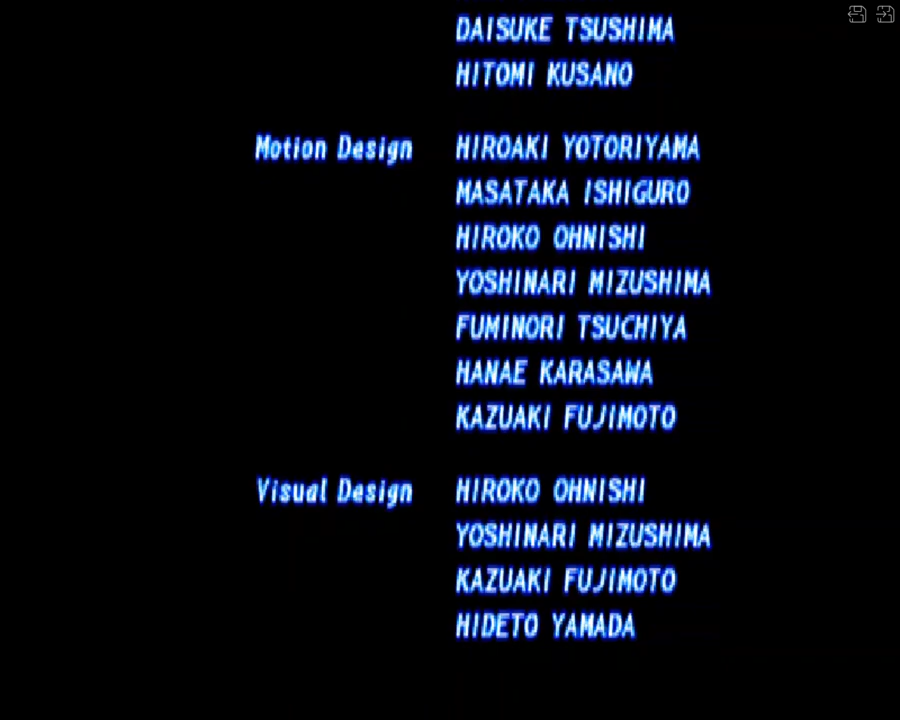 DAISUKE TSUSHIMA
HITOMI KUSANO
Motion Design HIROAKI YOTORIYAMA
MASATAKA ISHIGURO
HIROKO OHNISHI
YOSHINARI MIZUSHIMA
FUMINORI TSUCHIYA
HANAE KARASAWA
KAZUAKI FUJIMOTO
Visual Design HIROKO OHNISHI
YOSHINARI MIZUSHIMA
KAZUAKI FUJIMOTO
HIDETO YAMADA